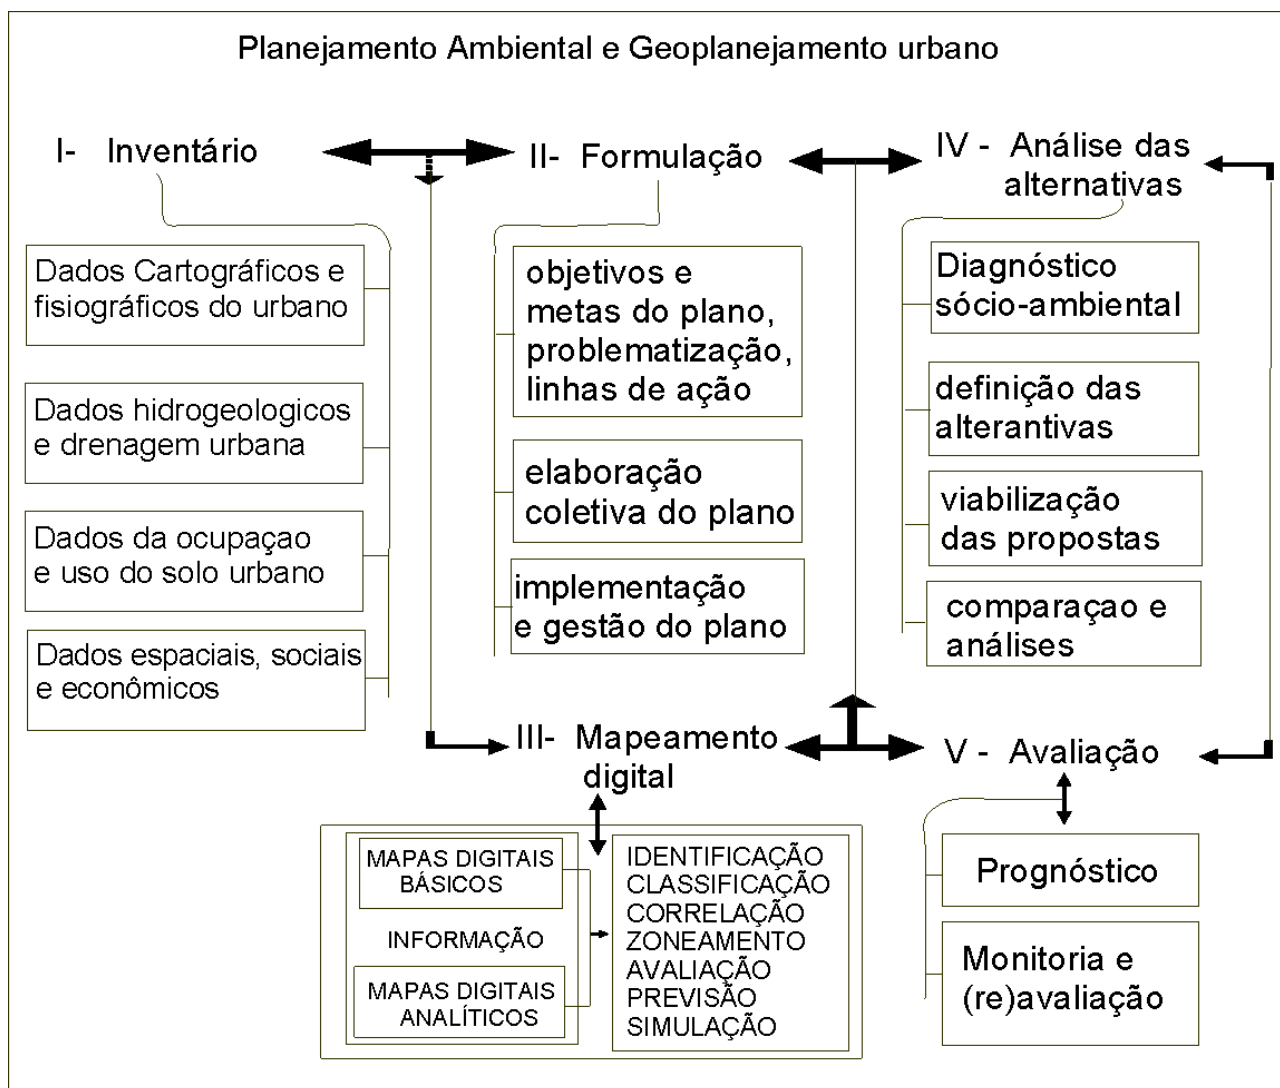 Planejamento Ambiental e Geoplanejamento urbano
I- Inventário
Dados Cartográficos e
fisiográficos do urbano
Dados hidrogeologicos
e drenagem urbana
Dados da ocupaçao
e uso do solo urbano
Dados espaciais, sociais
e econômicos
II- Formulação
objetivos e
metas do plano,
problematização,
linhas de ação
elaboração
coletiva do plano
implementação
e gestão do plano
III- Mapeamento
digital
MAPAS DIGITAIS
BÁSICOS
INFORMAÇÃO
MAPAS DIGITAIS
ANALÍTICOS
IDENTIFICAÇÃO
CLASSIFICAÇÃO
CORRELAÇÃO
ZONEAMENTO
AVALIAÇÃO
PREVISÃO
SIMULAÇÃO
IV - Análise das
alternativas
Diagnóstico
sócio-ambiental
definição das
alterantivas
viabilização
das propostas
comparaçao e
análises
V - Avaliação
Prognóstico
Monitoria e
(re)avaliação